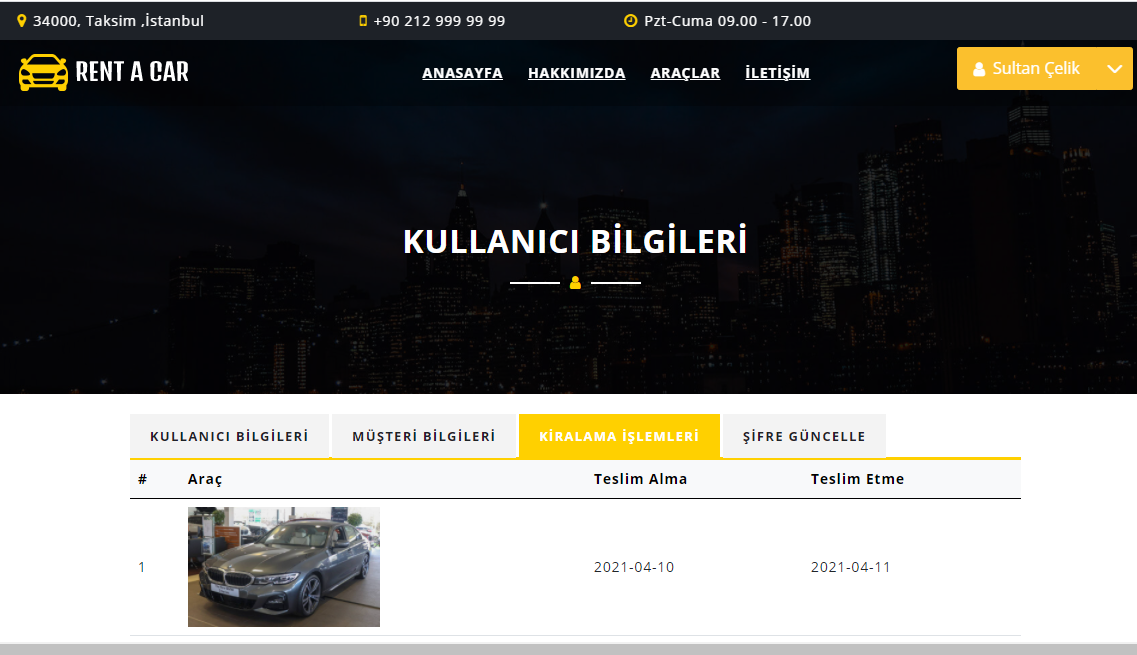 34000, Taksim ,İstanbul
+90 212 999 99 99
Pzt-Cuma 09.00 - 17.00
RENT A CAR
ANASAYFA
HAKKIMIZDA
ARAÇLAR
İLETİŞİM
Sultan Çelik
KULLANICI BİLGİLERİ
KULLANICI BİLGİLERİ
MÜŞTERİ BİLGİLERİ
KİRALAMA İŞLEMLERİ
ŞİFRE GÜNCELLE
# Araç Teslim Alma Teslim Etme
1 2021-04-10 2021-04-11